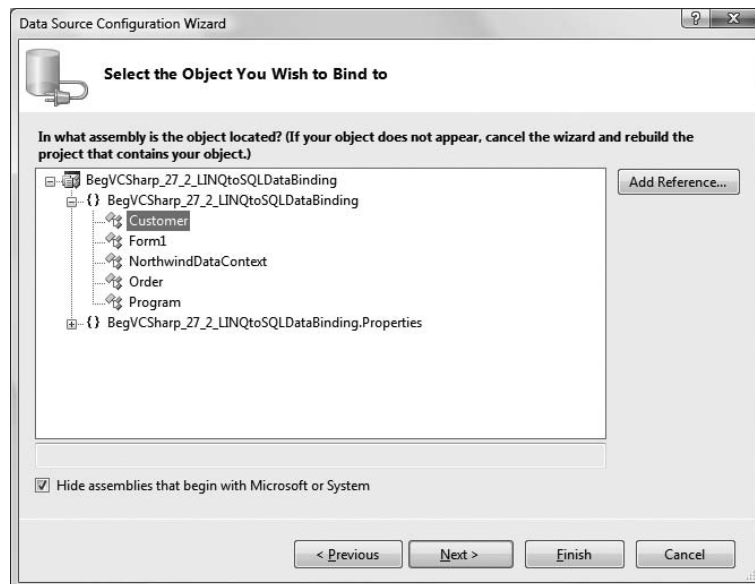 Data Source Configuration Wizard
Select the Object You Wish to Bind to
In what assembly is the object located? (If your object does not appear, cancel the wizard and rebuild the
project that contains your object.)
BegVCSharp_27_2_LINQtoSQLDataBinding
Add Reference...
{} BegVCSharp_27_2_LINQtoSQLDataBinding
Customer
Form1
NorthwindDataContext
Order
Program
{} BegVCSharp_27_2_LINQtoSQLDataBinding.Properties
Hide assemblies that begin with Microsoft or System
< Previous
Next >
Finish
Cancel